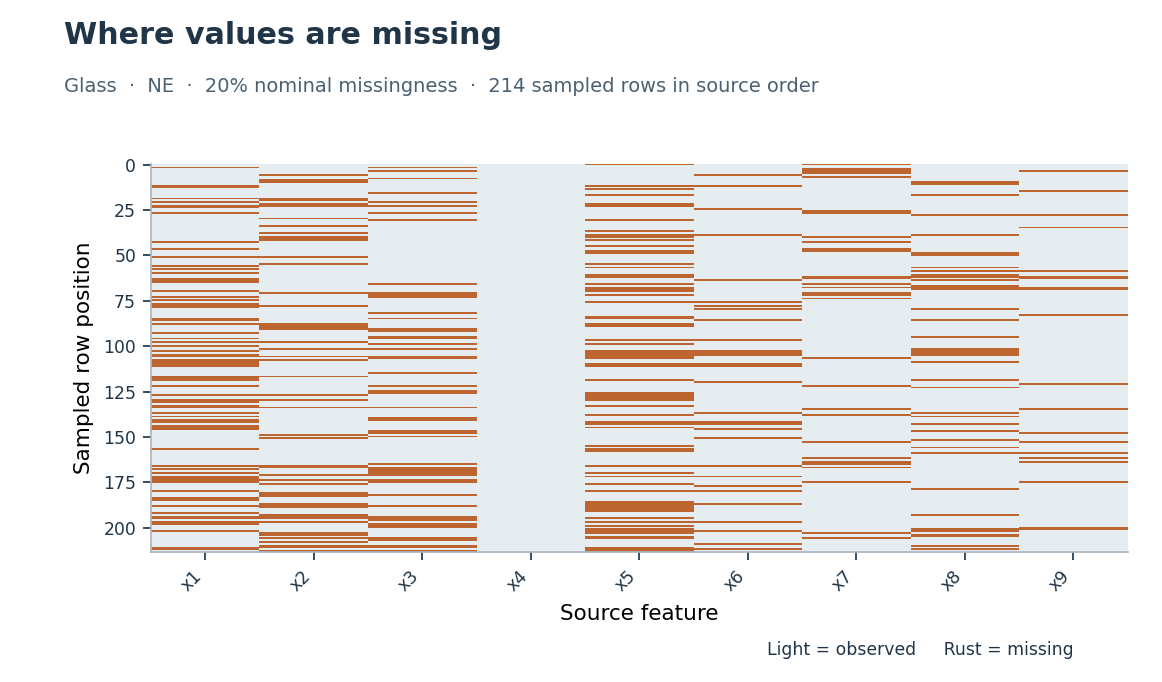 Where values are missing
Glass · NE · 20% nominal missingness · 214 sampled rows in source order
0
25
50
75
100
125
150
175
200
Sampled row position
x1 x2 x3 x4 x5 x6 x7 x8 x9
Source feature
Light = observed Rust = missing